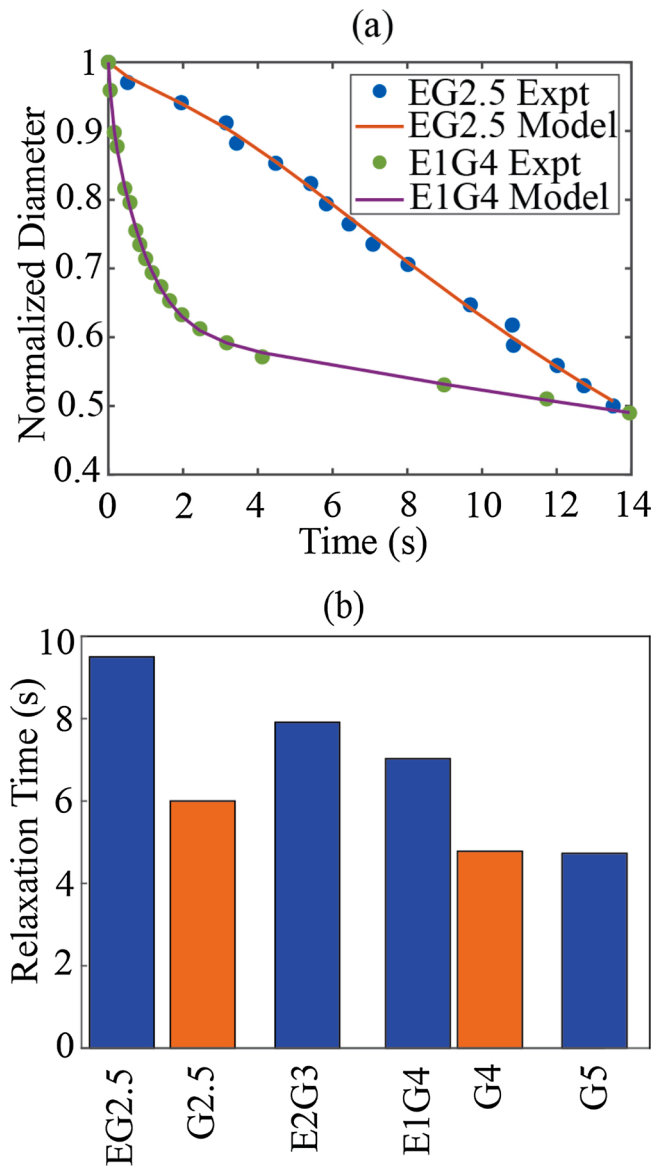 (a)
1
0.9
0.8
0.7
0.6
0.5
0.4
Normalized Diameter
EG2.5 Expt
EG2.5 Model
E1G4 Expt
E1G4 Model
0 2 4 6 8 10 12 14
Time (s)
(b)
10
8
6
4
2
0
Relaxation Time (s)
EG2.5
G2.5
E2G3
E1G4
G4
G5